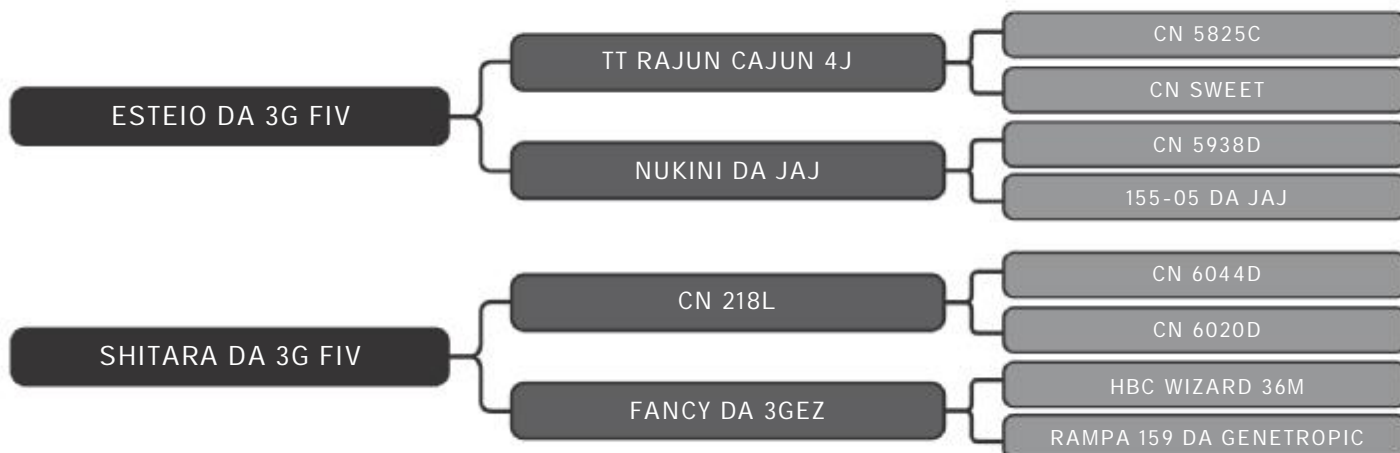 ESTEIO DA 3G FIV
TT RAJUN CAJUN 4J
CN 5825C
CN SWEET
NUKINI DA JAJ
CN 5938D
155-05 DA JAJ
SHITARA DA 3G FIV
CN 218L
CN 6044D
CN 6020D
FANCY DA 3GEZ
HBC WIZARD 36M
RAMPA 159 DA GENETROPIC